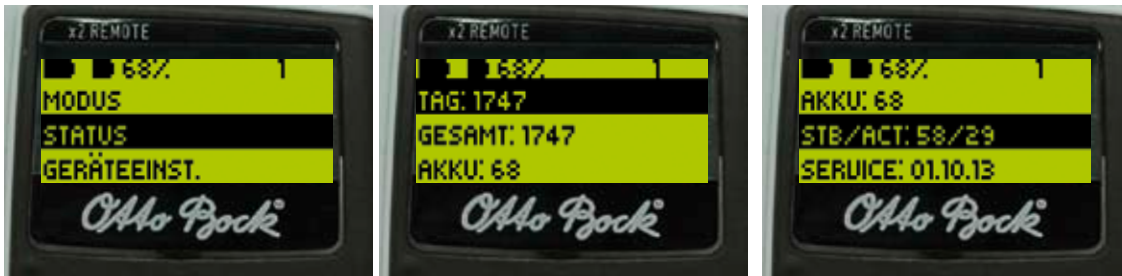 x2 REMOTE
68% 1
MODUS
STATUS
GERÄTEEINST.
Otto Bock
x2 REMOTE
68% 1
TAG: 1747
GESAMT: 1747
AKKU: 68
Otto Bock
x2 REMOTE
68% 1
AKKU: 68
STB/ACT: 58/29
SERVICE: 01.10.13
Otto Bock